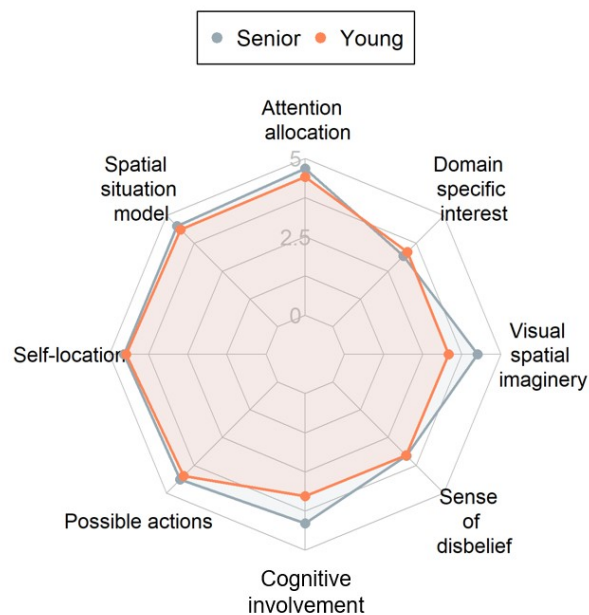 Senior Young
Attention
allocation
Spatial
situation
model
Domain
specific
interest
5
2.5
0
Self-location
Visual
spatial
imaginery
Possible actions
Sense
of
disbelief
Cognitive
involvement